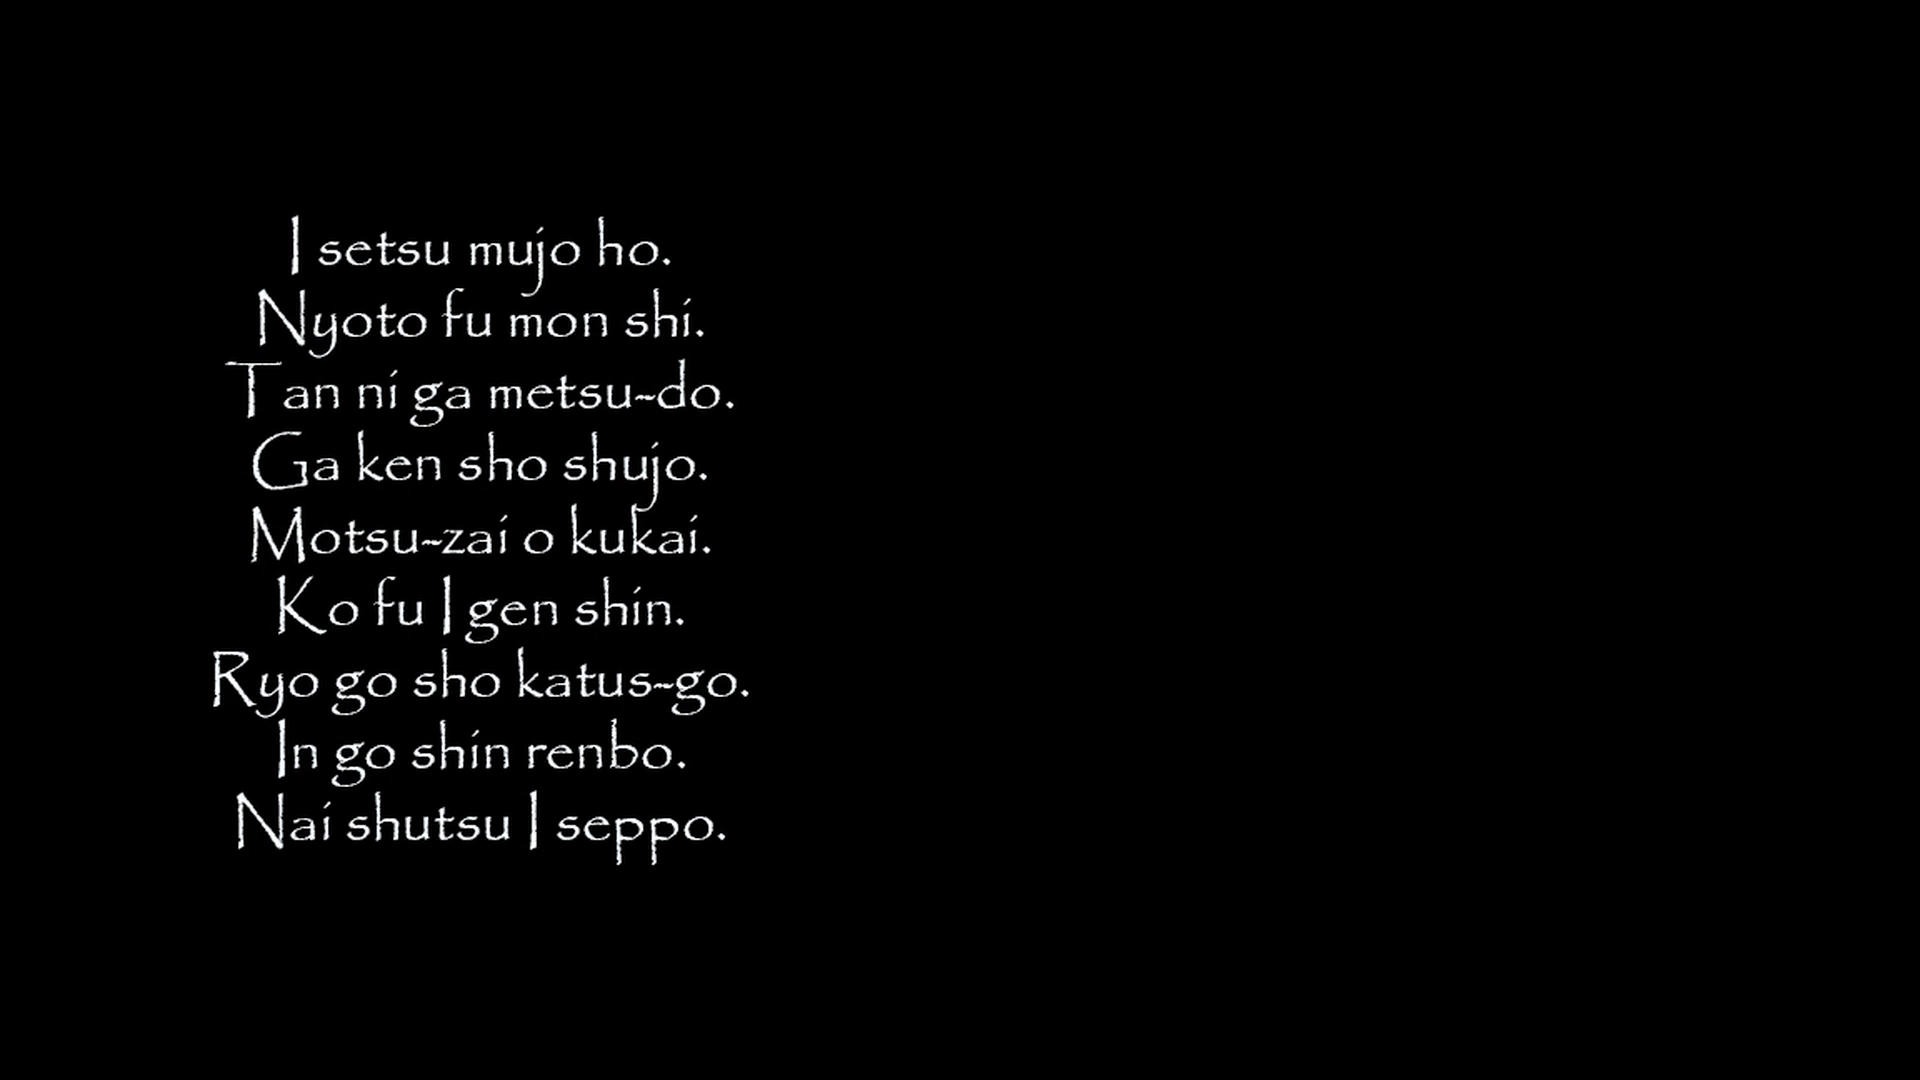 I setsu mujo ho.
Nyoto fu mon shi.
Tan ni ga metsu-do.
Ga ken sho shujo.
Motsu-zai o kukai.
Ko fu I gen shin.
Ryo go sho katus-go.
In go shin renbo.
Nai shutsu I seppo.